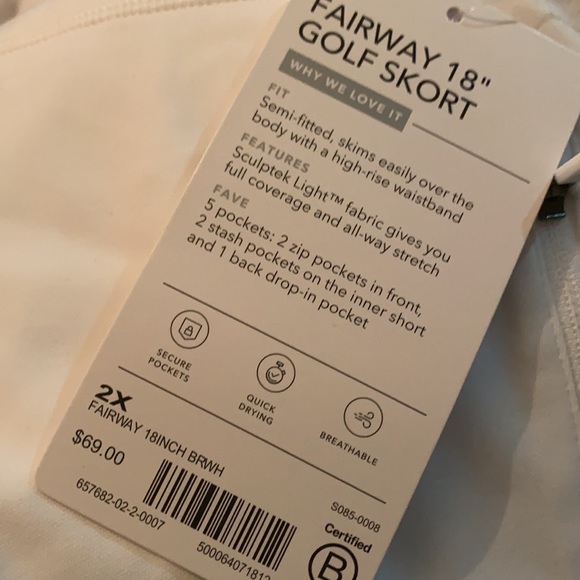 FAIRWAY 18"
GOLF SKORT
WHY WE LOVE IT
FIT
Semi-fitted, skims easily over the
body with a high-rise waistband
FEATURES
Sculptek Light™ fabric gives you
full coverage and all-way stretch
FAVE
5 pockets: 2 zip pockets in front,
2 stash pockets on the inner short
and 1 back drop-in pocket
SECURE
POCKETS
QUICK
DRYING
BREATHABLE
2X
FAIRWAY 18INCH BRWH
$69.00
S085-0008
657682-02-2-0007
Certified
B